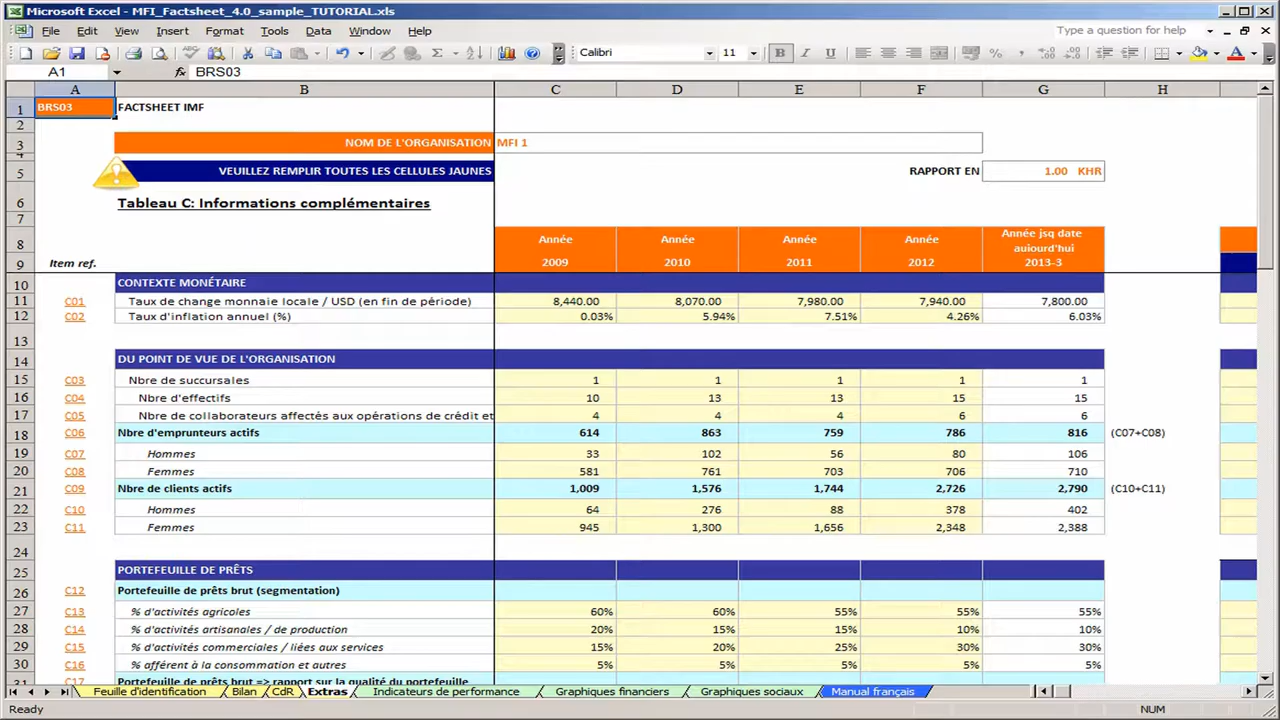 Microsoft Excel - MFI_Factsheet_4.0_sample_TUTORIAL.xls
File Edit View Insert Format Tools Data Window Help
Type a question for help
Calibri 11 B I U
A1 fx BRS03
A B C D E F G H
1 BRS03 FACTSHEET IMF
2
3 NOM DE L'ORGANISATION MFI 1
4
5 VEUILLEZ REMPLIR TOUTES LES CELLULES JAUNES RAPPORT EN 1.00 KHR
6 Tableau C: Informations complémentaires
7
8 Année Année Année Année Année jsq date auiourd'hui
9 Item ref. 2009 2010 2011 2012 2013-3
10 CONTEXTE MONÉTAIRE
11 C01 Taux de change monnaie locale / USD (en fin de période) 8,440.00 8,070.00 7,980.00 7,940.00 7,800.00
12 C02 Taux d'inflation annuel (%) 0.03% 5.94% 7.51% 4.26% 6.03%
13
14 DU POINT DE VUE DE L'ORGANISATION
15 C03 Nbre de succursales 1 1 1 1 1
16 C04 Nbre d'effectifs 10 13 13 15 15
17 C05 Nbre de collaborateurs affectés aux opérations de crédit et 4 4 4 6 6
18 C06 Nbre d'emprunteurs actifs 614 863 759 786 816 (C07+C08)
19 C07 Hommes 33 102 56 80 106
20 C08 Femmes 581 761 703 706 710
21 C09 Nbre de clients actifs 1,009 1,576 1,744 2,726 2,790 (C10+C11)
22 C10 Hommes 64 276 88 378 402
23 C11 Femmes 945 1,300 1,656 2,348 2,388
24
25 PORTEFEUILLE DE PRÊTS
26 C12 Portefeuille de prêts brut (segmentation)
27 C13 % d'activités agricoles 60% 60% 55% 55% 55%
28 C14 % d'activités artisanales / de production 20% 15% 15% 10% 10%
29 C15 % d'activités commerciales / liées aux services 15% 20% 25% 30% 30%
30 C16 % afférent à la consommation et autres 5% 5% 5% 5% 5%
31 C17 Portefeuille de prêts brut => rapport sur la qualité du portefeuille
Feuille d'identification Bilan CdR Extras Indicateurs de performance Graphiques financiers Graphiques sociaux Manual français
Ready NUM